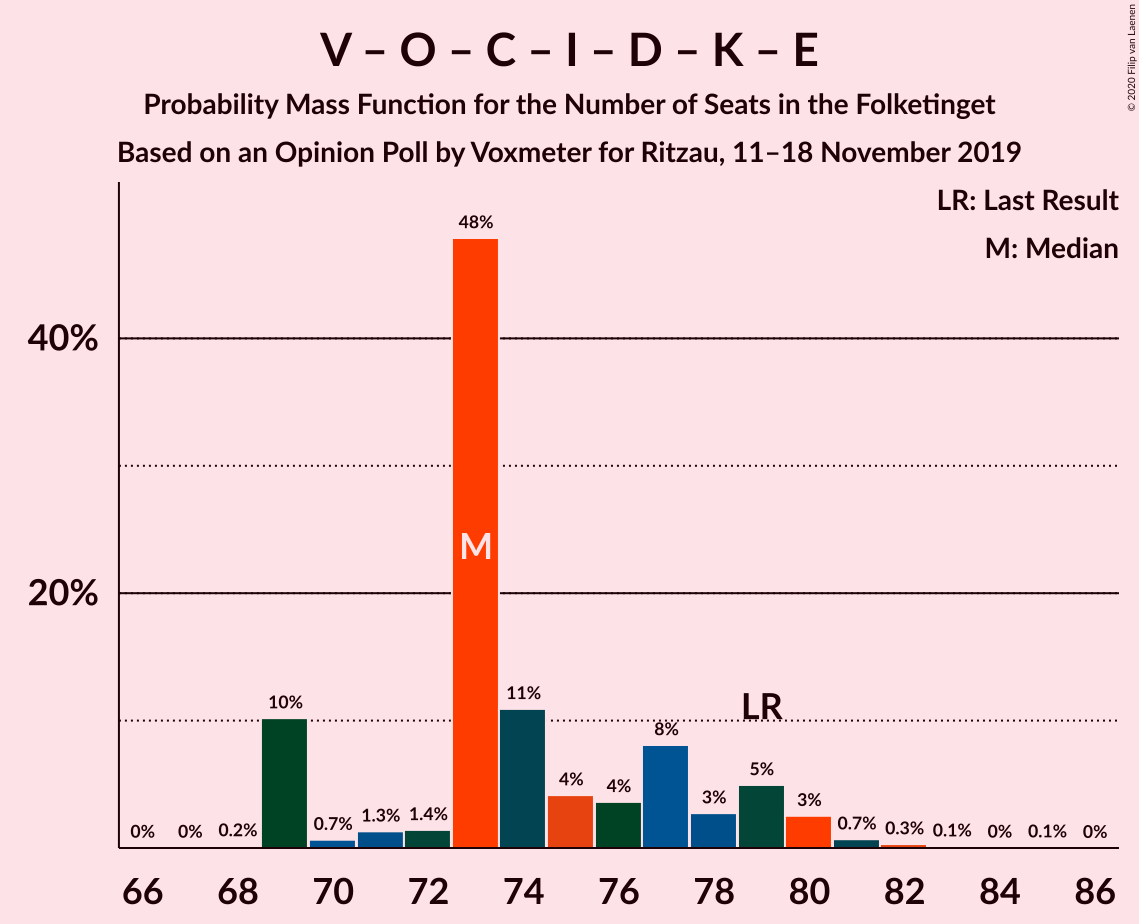 V – O – C – I – D – K – E
Probability Mass Function for the Number of Seats in the Folketinget
Based on an Opinion Poll by Voxmeter for Ritzau, 11–18 November 2019
© 2020 Filip van Laenen
LR: Last Result
M: Median
40%
20%
0%
0%
0.2%
10%
0.7%
1.3%
1.4%
48%
M
11%
4%
4%
8%
3%
LR
5%
3%
0.7%
0.3%
0.1%
0%
0.1%
0%
66 68 70 72 74 76 78 80 82 84 86